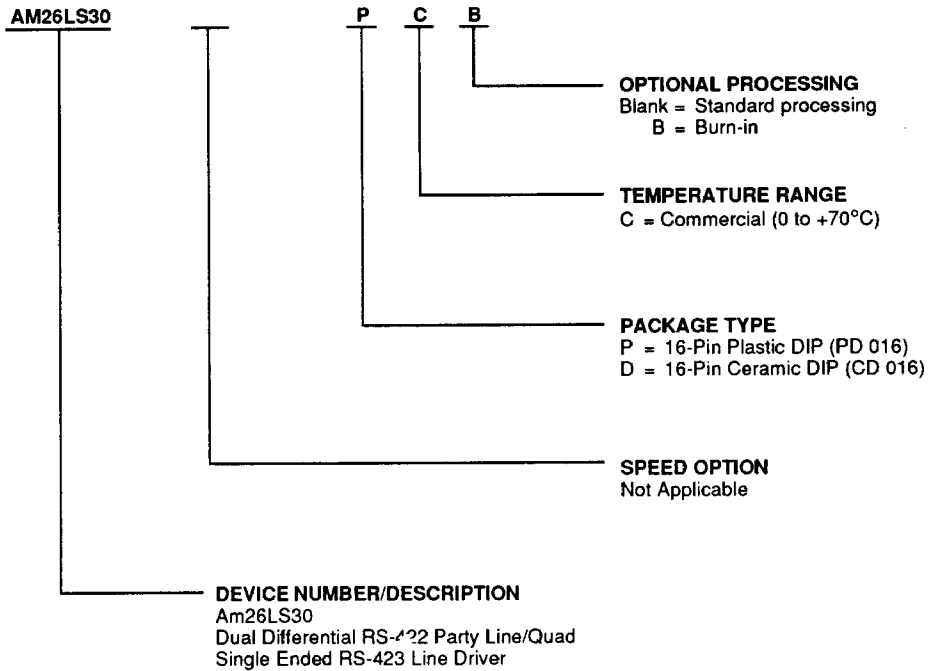 AM26LS30 P C B
OPTIONAL PROCESSING
Blank = Standard processing
B = Burn-in
TEMPERATURE RANGE
C = Commercial (0 to +70°C)
PACKAGE TYPE
P = 16-Pin Plastic DIP (PD 016)
D = 16-Pin Ceramic DIP (CD 016)
SPEED OPTION
Not Applicable
DEVICE NUMBER/DESCRIPTION
Am26LS30
Dual Differential RS-422 Party Line/Quad
Single Ended RS-423 Line Driver